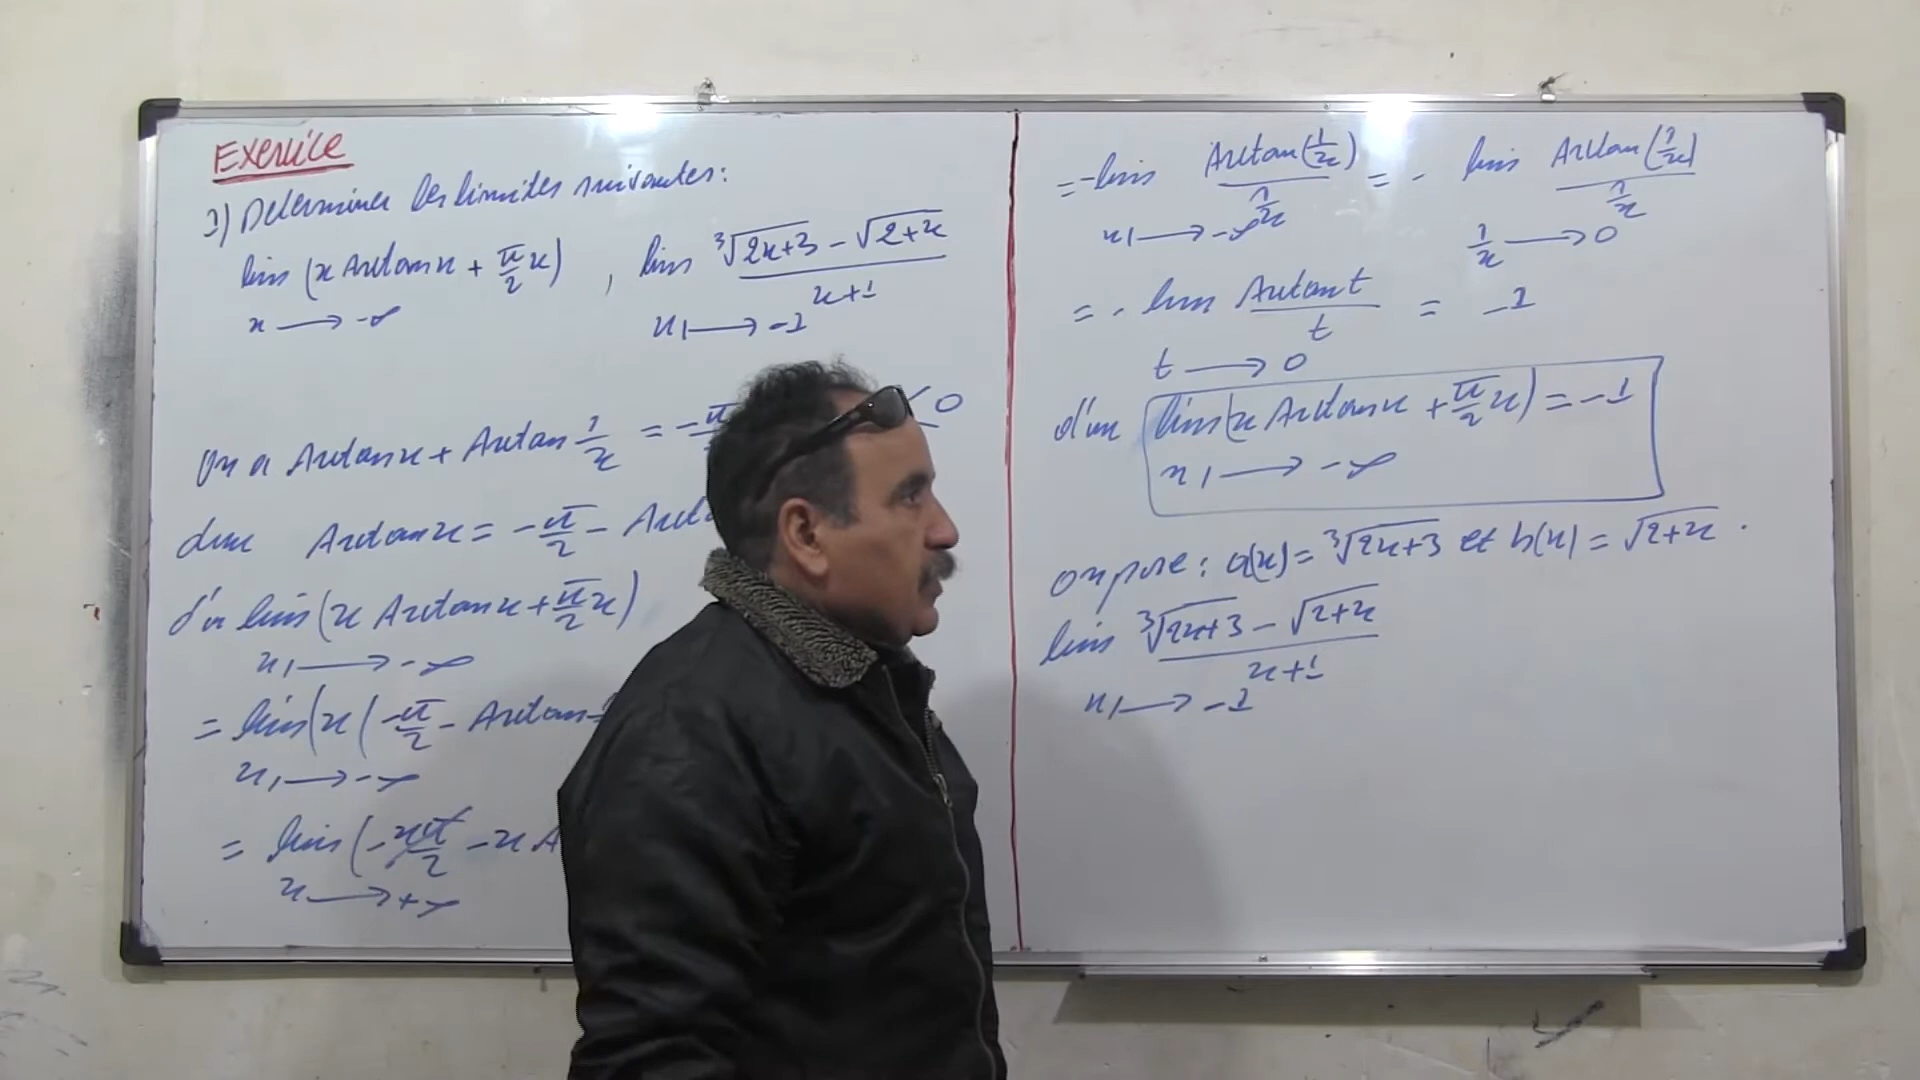 Exercice
1) Determiner les limites suivantes:
lim (x Arctan x + π/2 x) , lim (∛(2x+3) − √(2+x))/(x+1)
x → -∞ x → -1
On a Arctan x + Arctan 1/x = -π < 0
donc Arctan x = -π/2 - Arcta
d'où lim (x Arctan x + π/2 x)
x → -∞
= lim (x (-π/2 - Arctan
x → -∞
= lim (-xπ/2 - x A
x → +∞
= - lim Arctan(1/x)/(1/x) = - lim Arctan(1/x)/(1/x)
x → -∞ 1/x → 0
= - lim Arctan t / t = -1
t → 0
d'où lim (x Arctan x + π/2 x) = -1
x → -∞
on pose : a(x) = ∛(2x+3) et b(x) = √(2+x) .
lim (∛(2x+3) − √(2+x))/(x+1)
x → -1